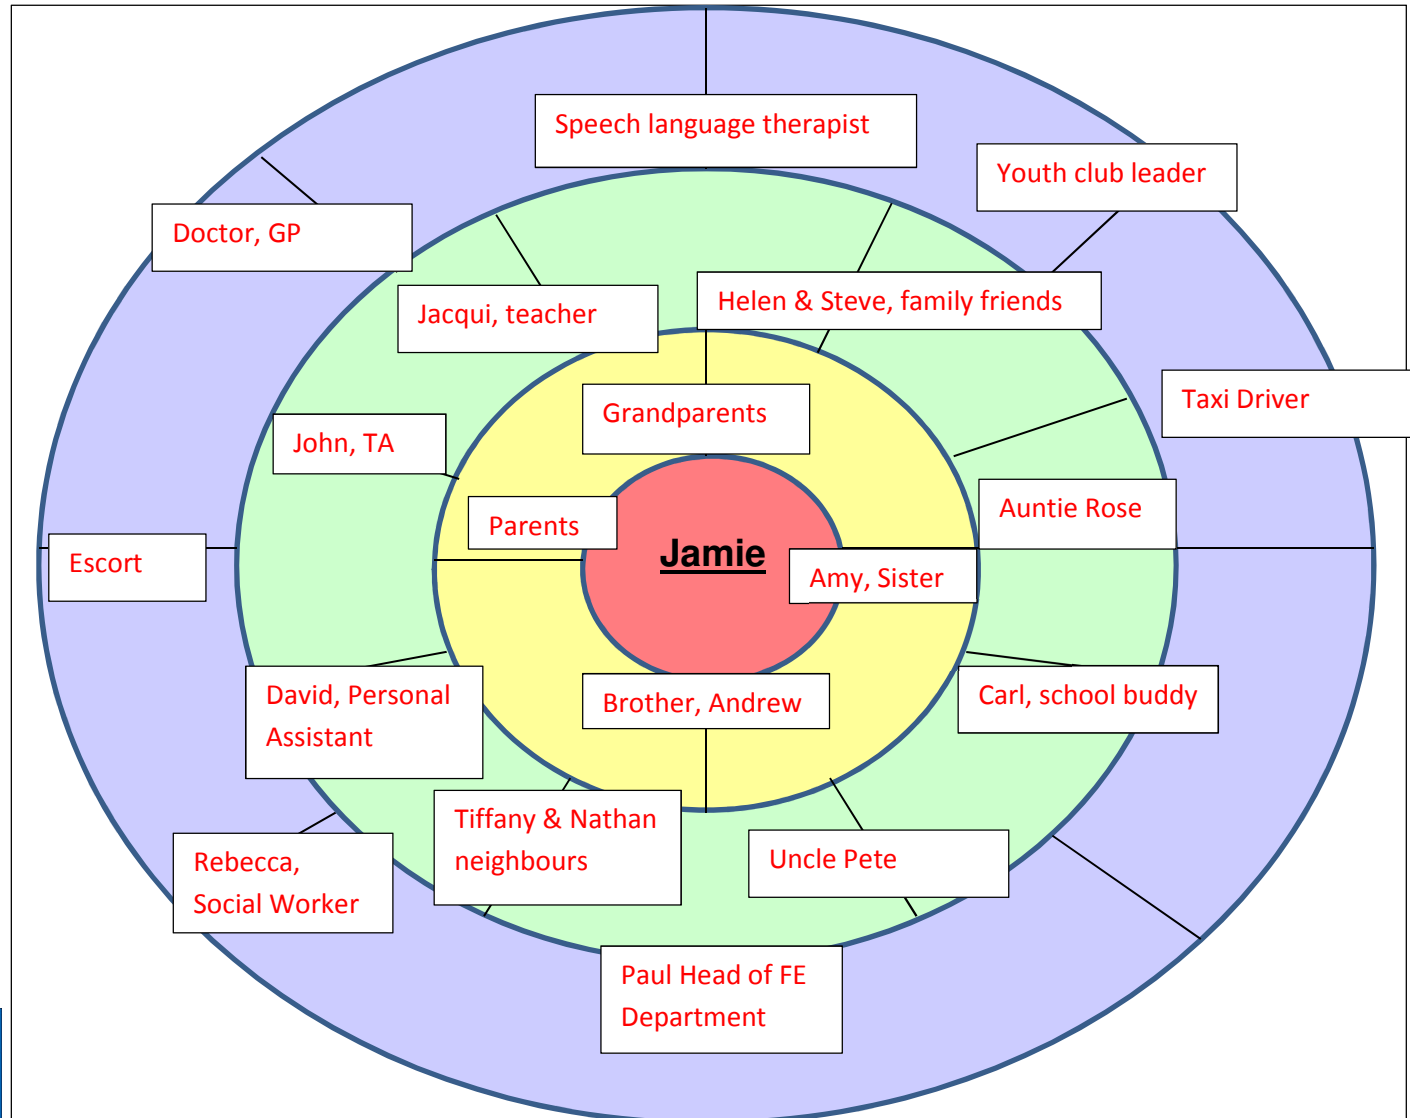 Speech language therapist
Youth club leader
Doctor, GP
Jacqui, teacher
Helen & Steve, family friends
Taxi Driver
Grandparents
John, TA
Auntie Rose
Parents
Jamie
Escort
Amy, Sister
David, Personal
Assistant
Brother, Andrew
Carl, school buddy
Tiffany & Nathan
neighbours
Uncle Pete
Rebecca,
Social Worker
Paul Head of FE
Department